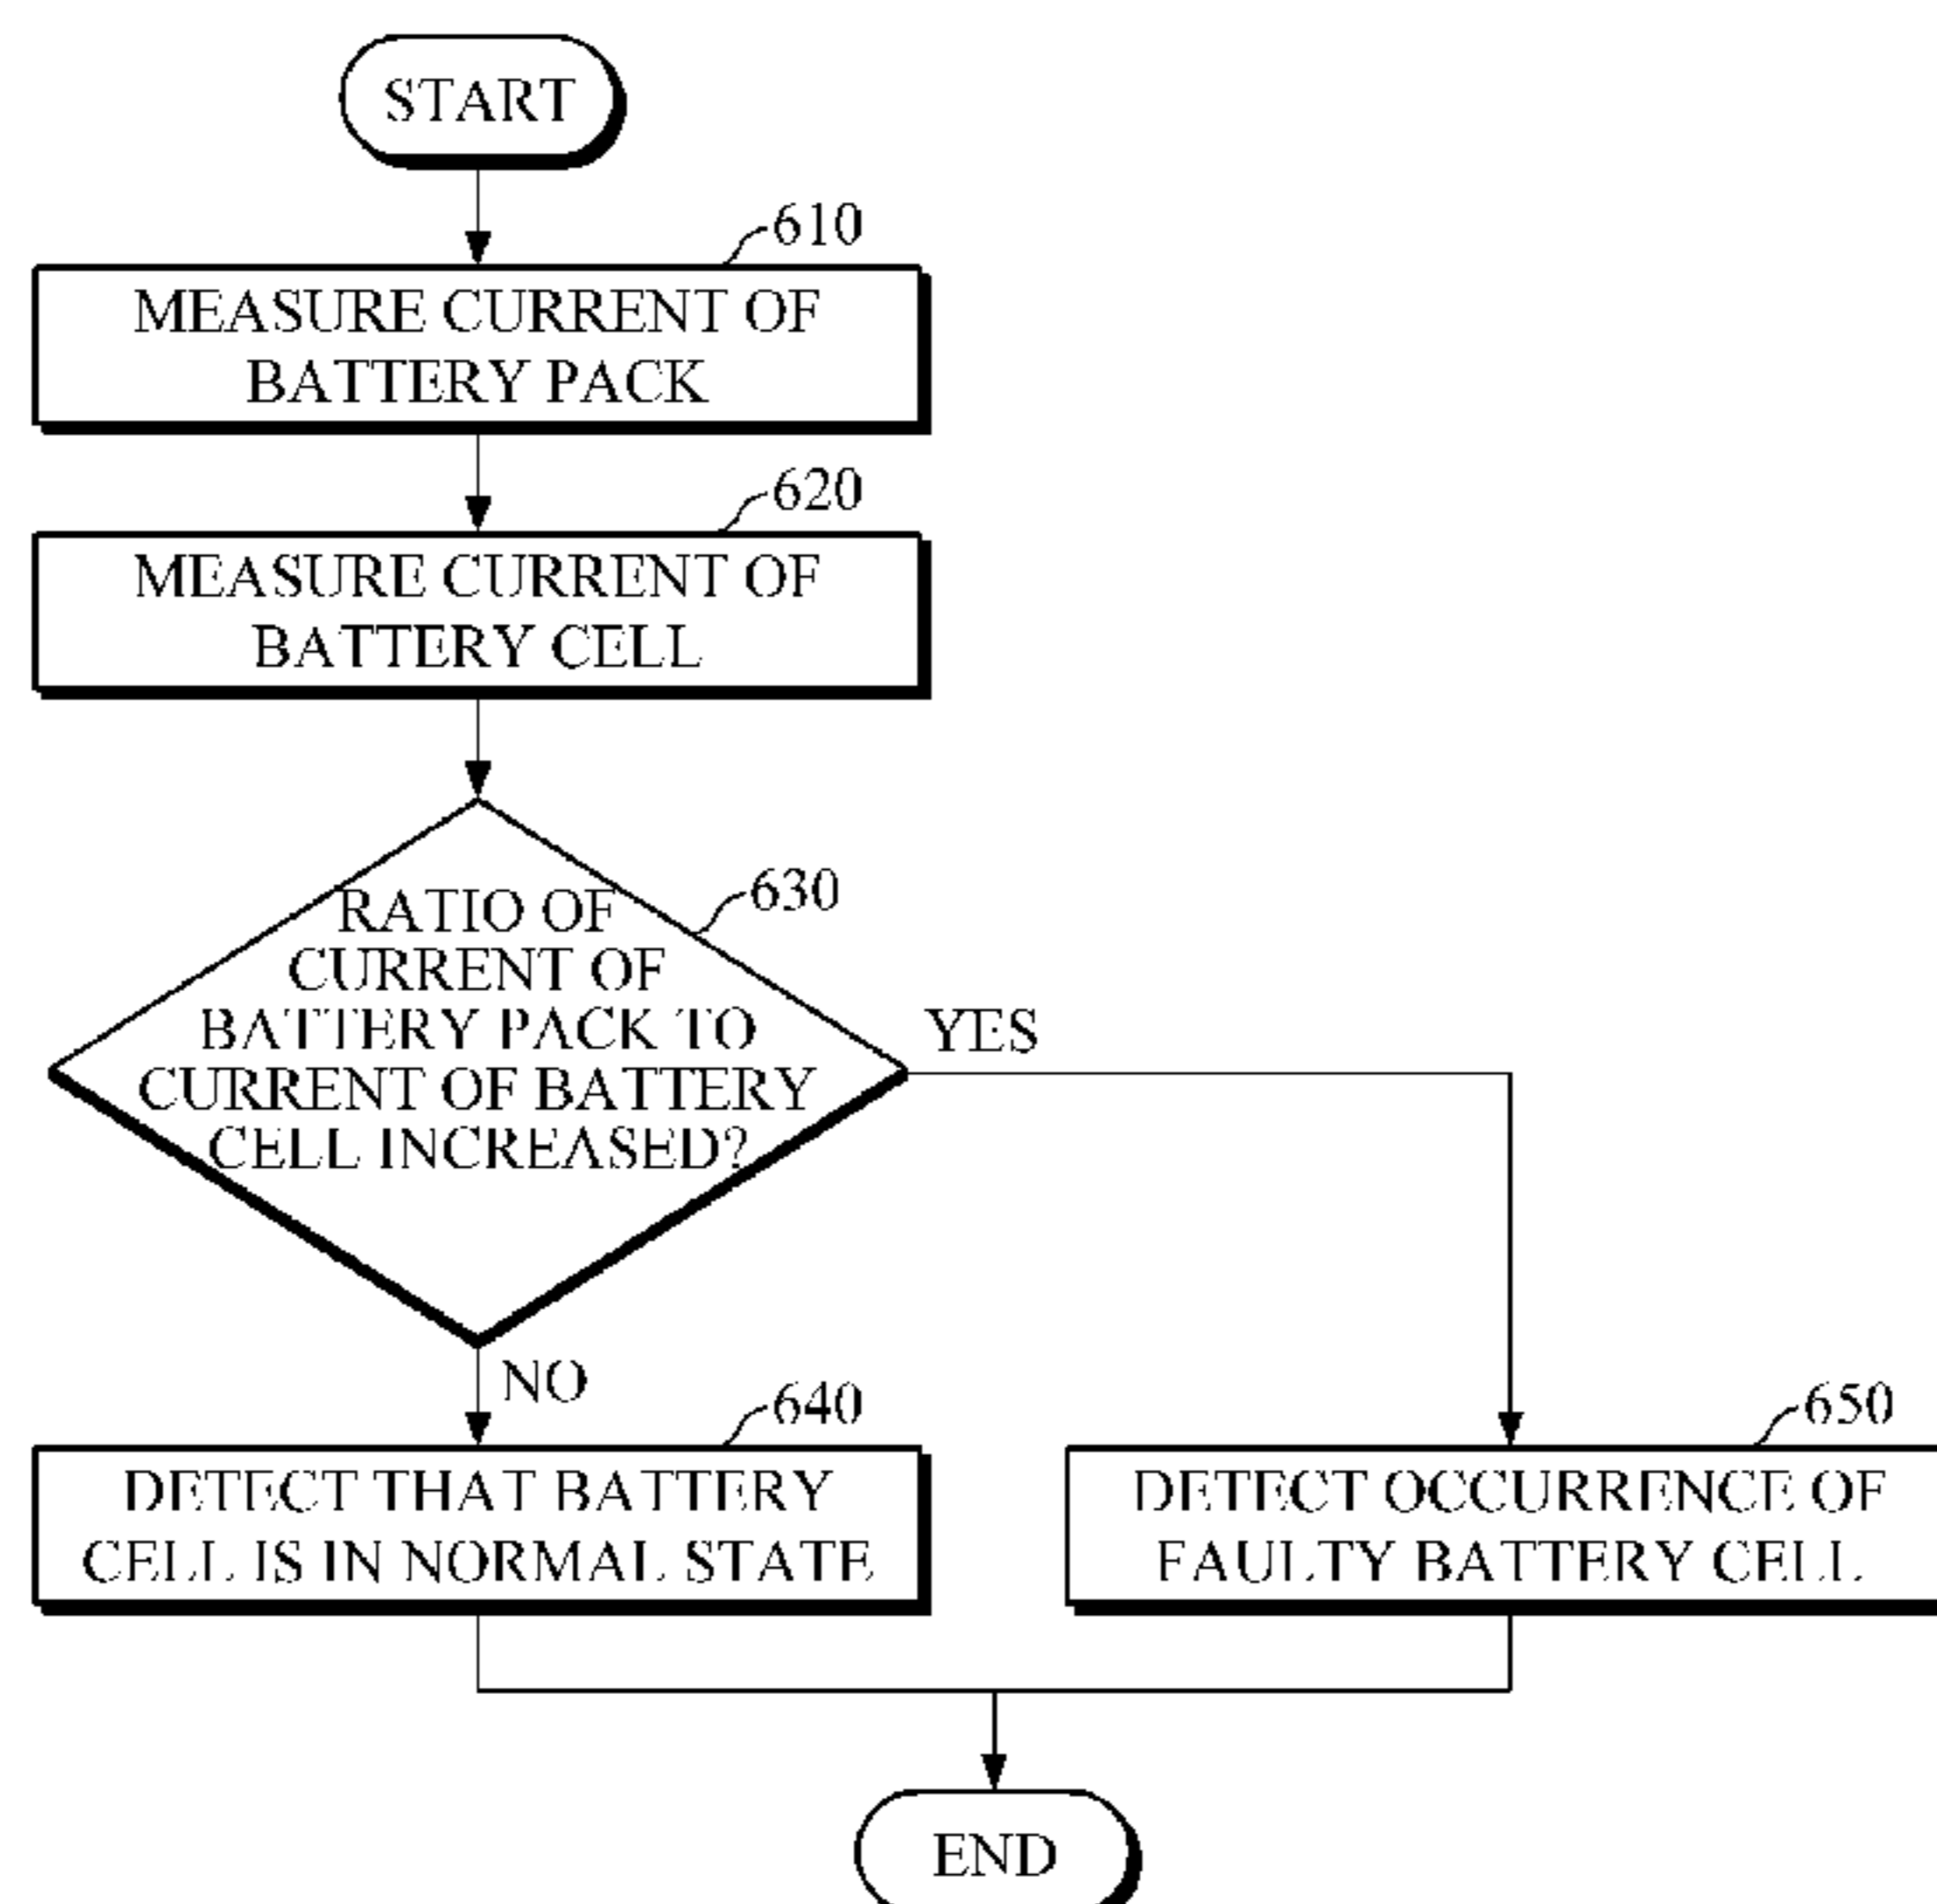 START
610
MEASURE CURRENT OF
BATTERY PACK
620
MEASURE CURRENT OF
BATTERY CELL
630
RATIO OF
CURRENT OF
BATTERY PACK TO
CURRENT OF BATTERY
CELL INCREASED?
YES
NO
640
DETECT THAT BATTERY
CELL IS IN NORMAL STATE
650
DETECT OCCURRENCE OF
FAULTY BATTERY CELL
END